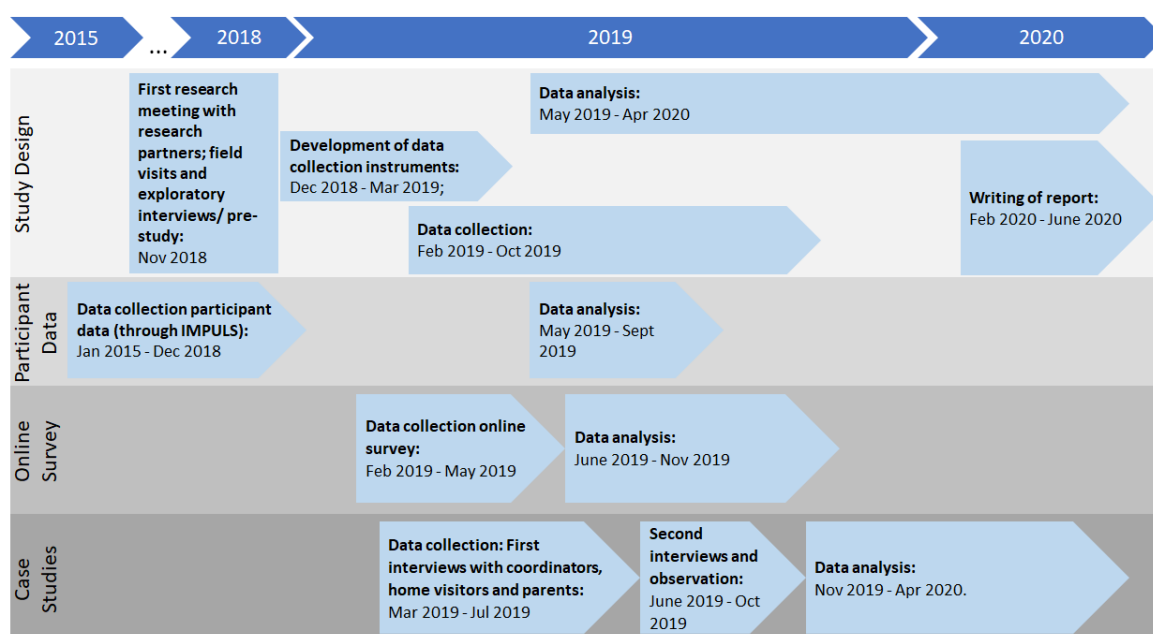 2015
...
2018
2019
2020
Study Design
First research
meeting with
research
partners; field
visits and
exploratory
interviews/ pre-
study:
Nov 2018
Development of data
collection instruments:
Dec 2018 - Mar 2019;
Data analysis:
May 2019 - Apr 2020
Data collection:
Feb 2019 - Oct 2019
Writing of report:
Feb 2020 - June 2020
Participant
Data
Data collection participant
data (through IMPULS):
Jan 2015 - Dec 2018
Data analysis:
May 2019 - Sept
2019
Online
Survey
Data collection online
survey:
Feb 2019 - May 2019
Data analysis:
June 2019 - Nov 2019
Case
Studies
Data collection: First
interviews with coordinators,
home visitors and parents:
Mar 2019 - Jul 2019
Second
interviews and
observation:
June 2019 - Oct
2019
Data analysis:
Nov 2019 - Apr 2020.